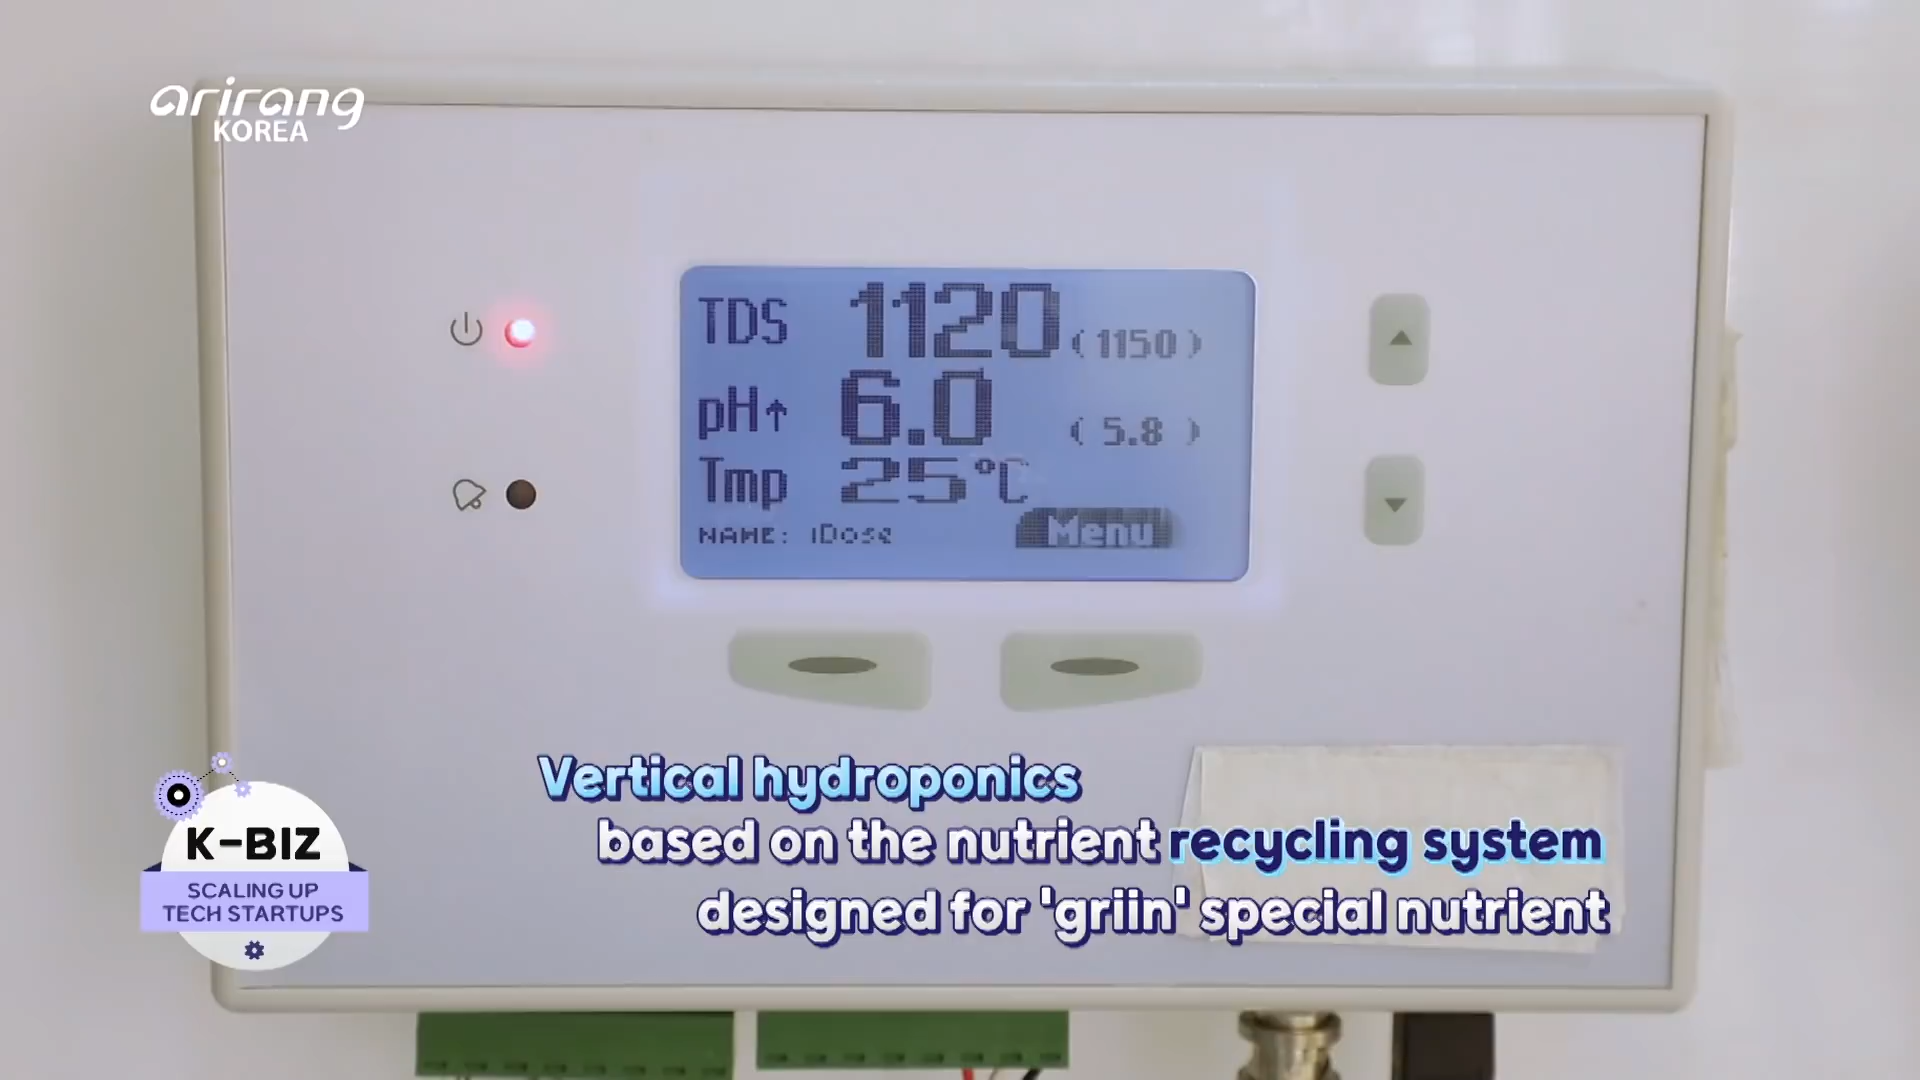 arirang
KOREA
TDS 1120 (1150)
pH↑ 6.0 (5.8)
Tmp 25°C
NAME: iDose Menu
Vertical hydroponics
based on the nutrient recycling system
designed for 'griin' special nutrient
K-BIZ
SCALING UP
TECH STARTUPS